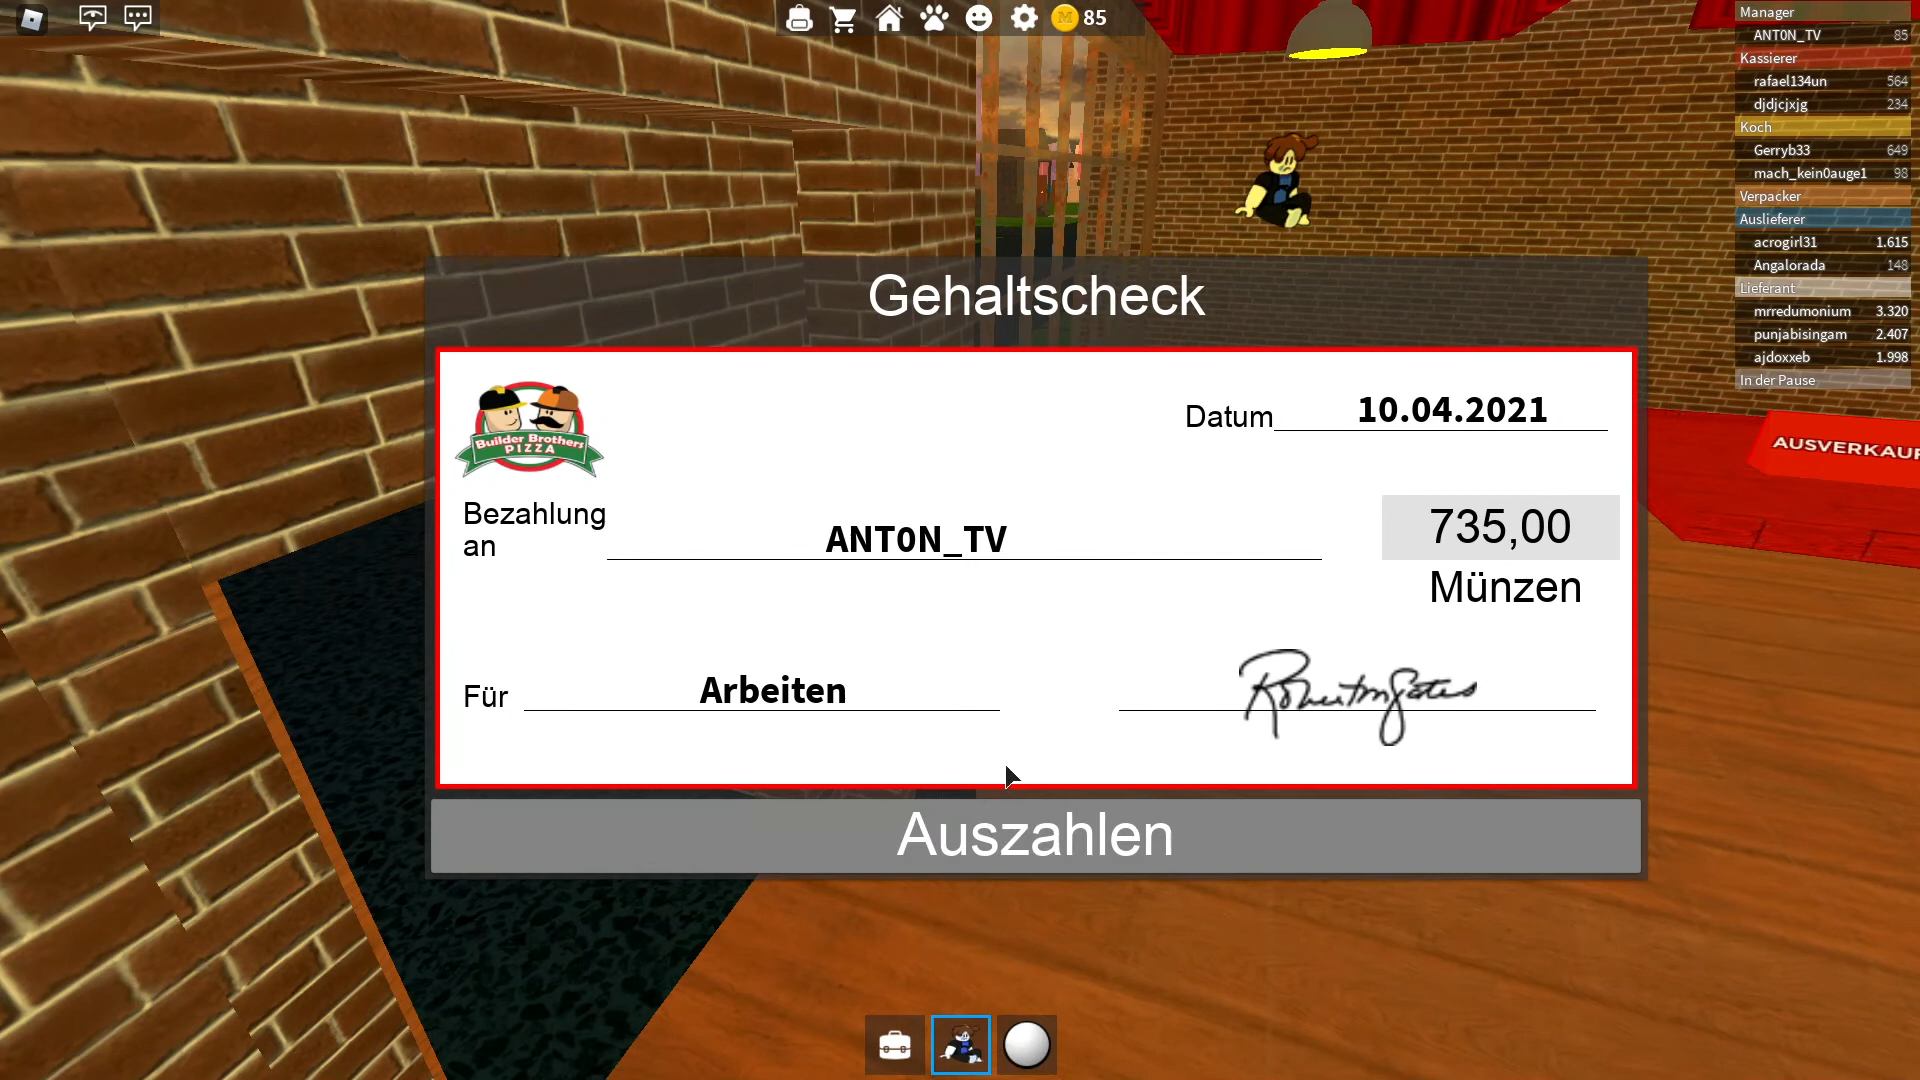 85
Manager
ANT0N_TV 85
Kassierer
rafael134un 564
djdjcjxjg 234
Koch
Gerryb33 649
mach_kein0auge1 98
Verpacker
Auslieferer
acrogirl31 1.615
Angalorada 148
Lieferant
mrredumonium 3.320
punjabisingam 2.407
ajdoxxeb 1.998
In der Pause
Gehaltscheck
Builder Brothers
PIZZA
Datum 10.04.2021
AUSVERKAUF
Bezahlung
an ANT0N_TV
735,00
Münzen
Für Arbeiten
Auszahlen